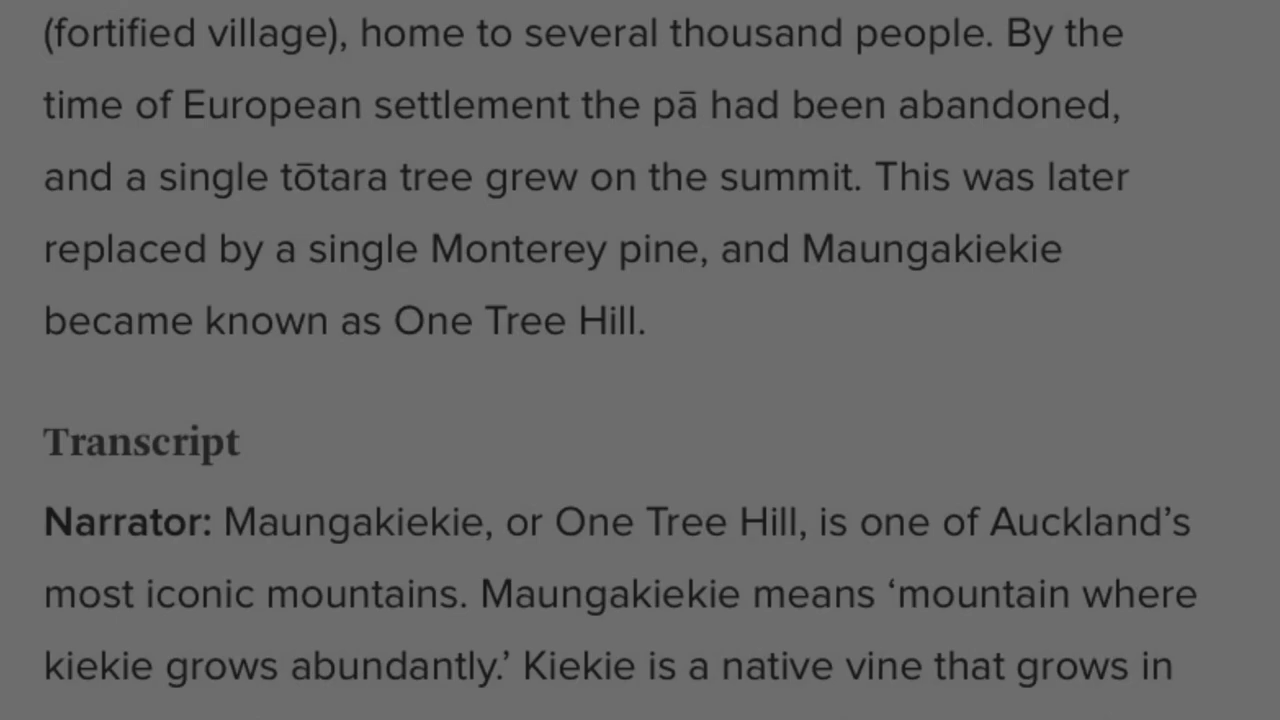 (fortified village), home to several thousand people. By the
time of European settlement the pā had been abandoned,
and a single tōtara tree grew on the summit. This was later
replaced by a single Monterey pine, and Maungakiekie
became known as One Tree Hill.
Transcript
Narrator: Maungakiekie, or One Tree Hill, is one of Auckland’s
most iconic mountains. Maungakiekie means ‘mountain where
kiekie grows abundantly.’ Kiekie is a native vine that grows in